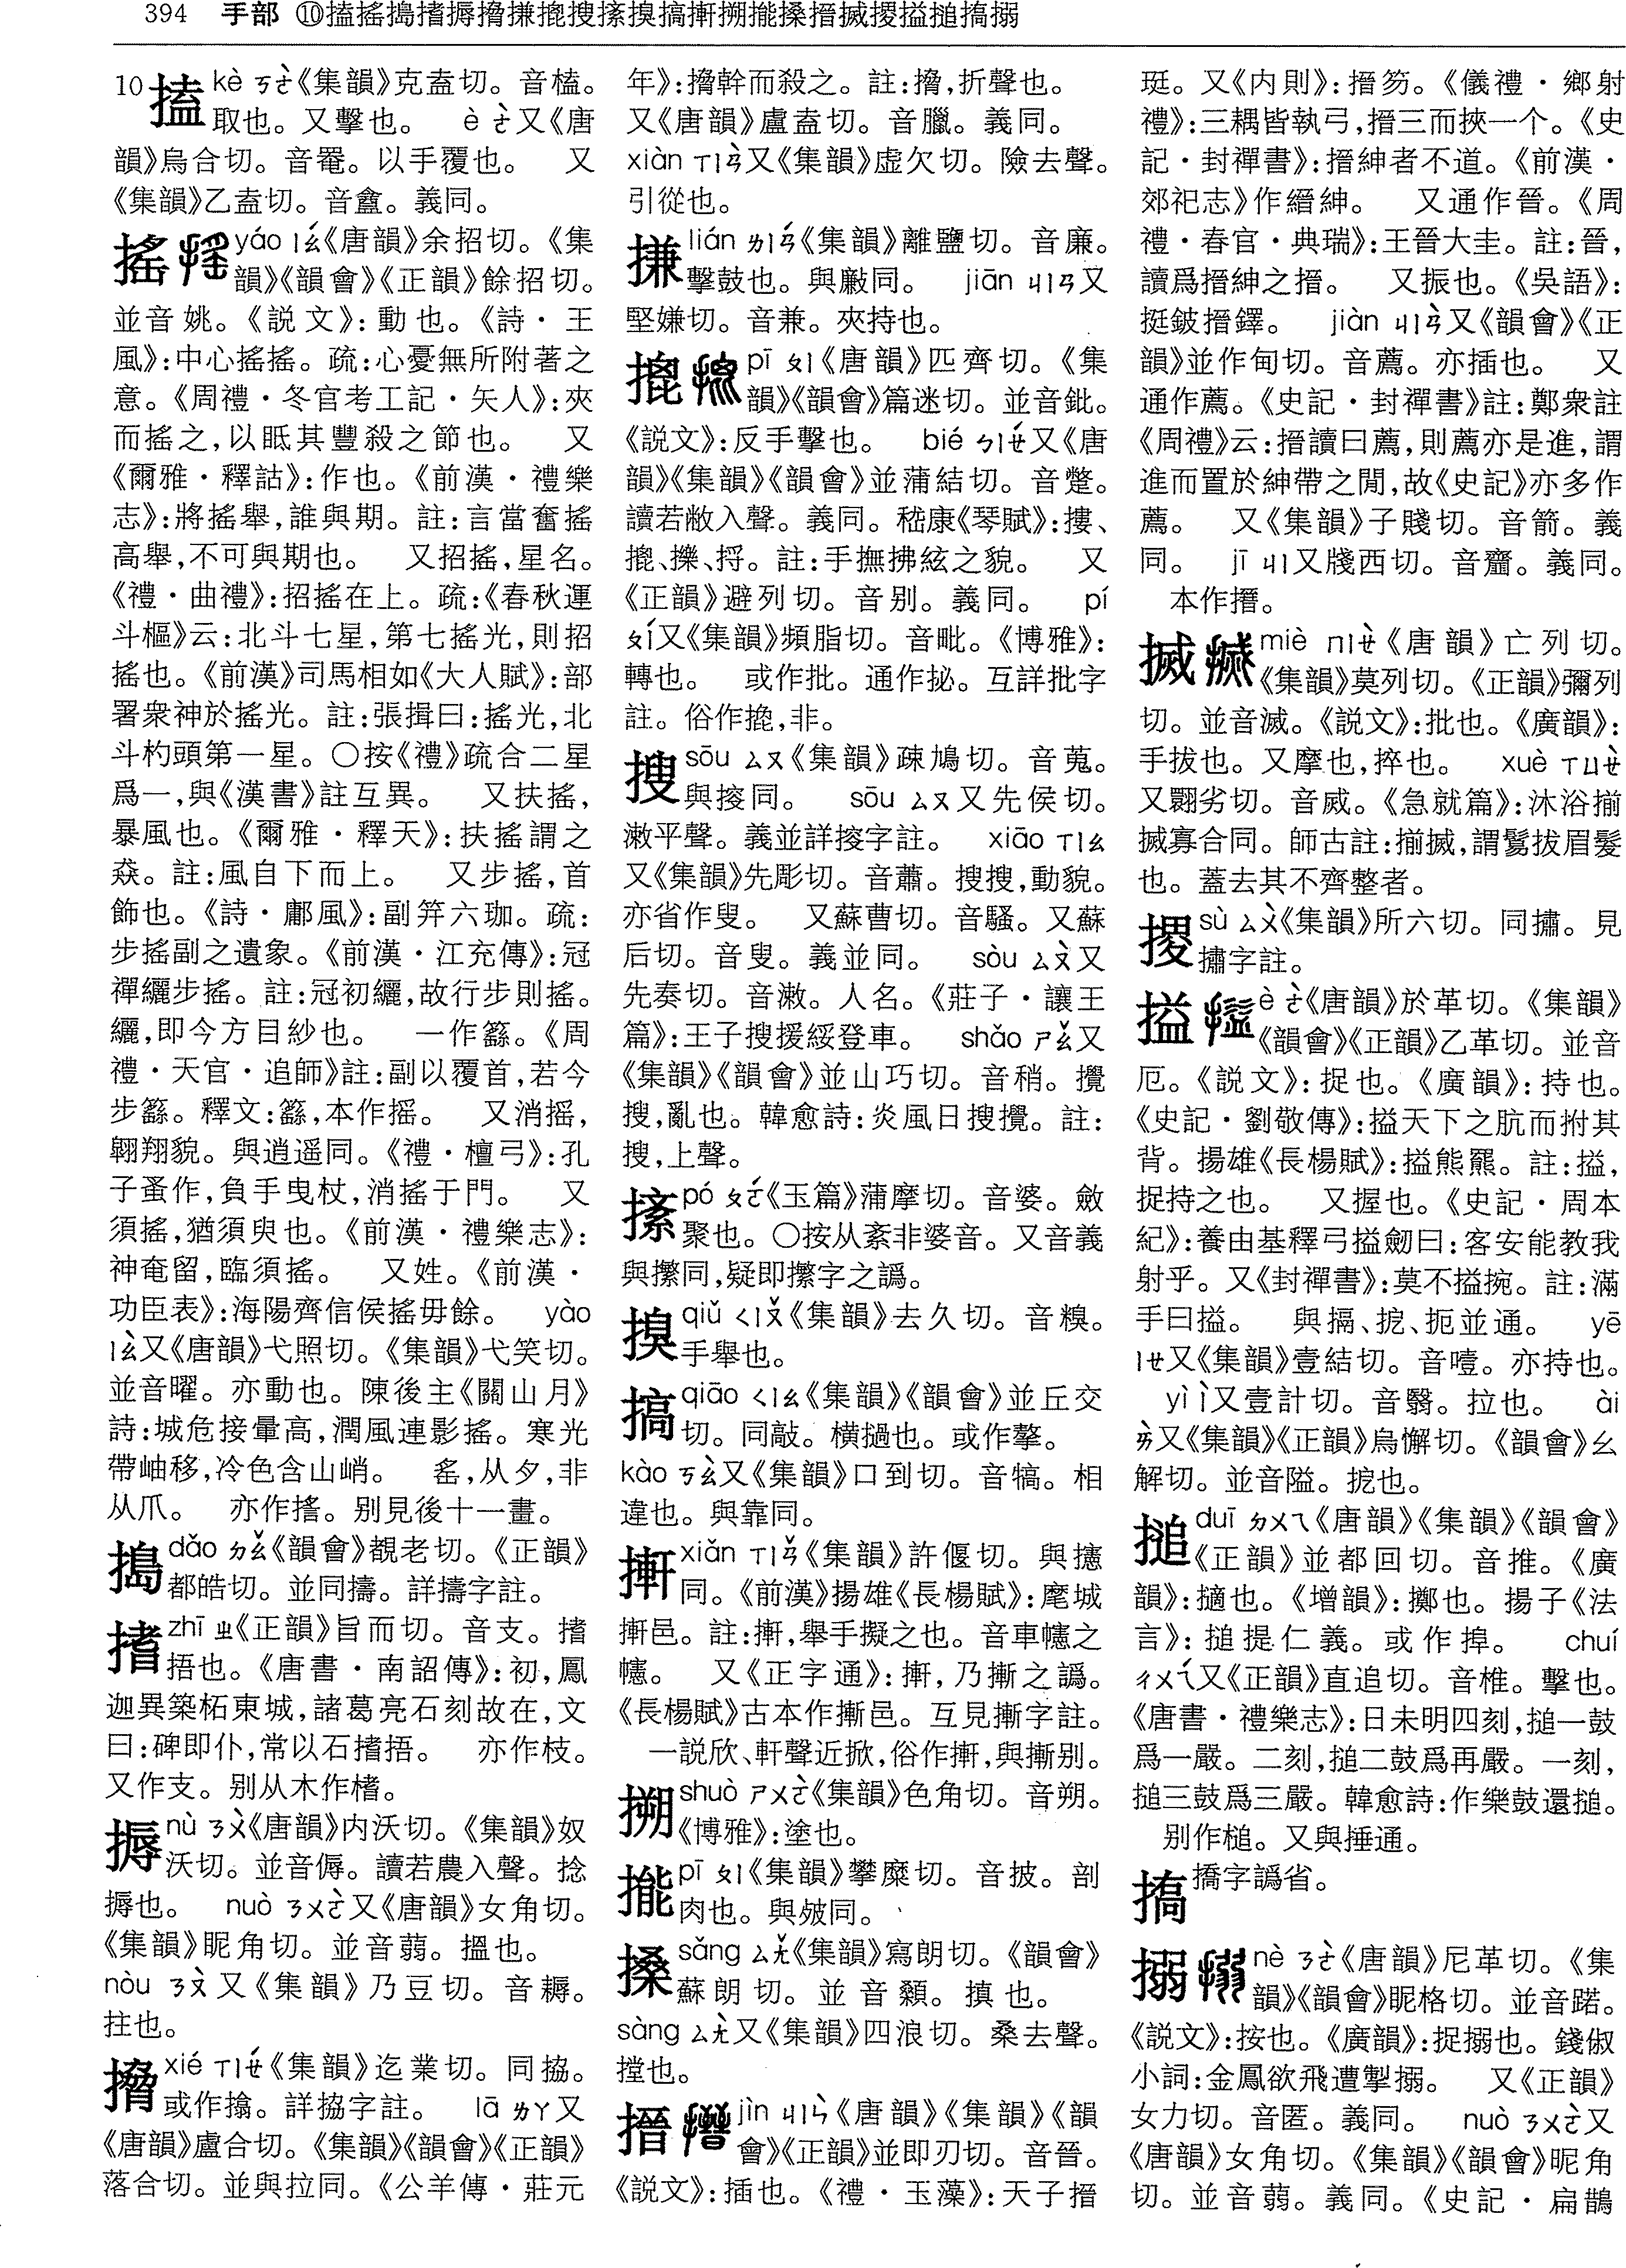 394 手部 ⑩搕搖搗搘搙搚搛搝搜搸搝搞㨥搠㩺搡搢搣㩋搤搥搞搦
10 搕 kè ㄎㄜˋ《集韻》克盍切。音榼。
取也。又擊也。 è ㄜˋ又《唐
韻》烏合切。音罨。以手覆也。 又
《集韻》乙盍切。音盦。義同。
搖 yáo ㄧㄠˊ《唐韻》余招切。《集
韻》《韻會》《正韻》餘招切。
並音姚。《説文》:動也。《詩·王
風》:中心搖搖。疏:心憂無所附著之
意。《周禮·冬官考工記·矢人》:夾
而搖之,以眡其豐殺之節也。 又
《爾雅·釋詁》:作也。《前漢·禮樂
志》:將搖舉,誰與期。註:言當奮搖
高舉,不可與期也。 又招搖,星名。
《禮·曲禮》:招搖在上。疏:《春秋運
斗樞》云:北斗七星,第七搖光,則招
搖也。《前漢》司馬相如《大人賦》:部
署衆神於搖光。註:張揖曰:搖光,北
斗杓頭第一星。○按《禮》疏合二星
爲一,與《漢書》註互異。 又扶搖,
暴風也。《爾雅·釋天》:扶搖謂之
猋。註:風自下而上。 又步搖,首
飾也。《詩·鄘風》:副笄六珈。疏:
步搖副之遺象。《前漢·江充傳》:冠
禪纚步搖。註:冠初纚,故行步則搖。
纚,即今方目紗也。 一作繇。《周
禮·天官·追師》註:副以覆首,若今
步繇。釋文:繇,本作搖。 又消搖,
翱翔貌。與逍遥同。《禮·檀弓》:孔
子蚤作,負手曳杖,消搖于門。 又
須搖,猶須臾也。《前漢·禮樂志》:
神奄留,臨須搖。 又姓。《前漢·
功臣表》:海陽齊信侯搖毋餘。 yào
ㄧㄠˋ又《唐韻》弋照切。《集韻》弋笑切。
並音曜。亦動也。陳後主《關山月》
詩:城危接暈高,澗風連影搖。寒光
帶岫移,冷色含山峭。 䍃,从夕,非
从爪。 亦作㨱。别見後十一畫。
搗 dǎo ㄉㄠˇ《韻會》覩老切。《正韻》
都皓切。並同擣。詳擣字註。
搘 zhī ㄓ《正韻》旨而切。音支。搘
捂也。《唐書·南詔傳》:初,鳳
迦異築柘東城,諸葛亮石刻故在,文
曰:碑即仆,常以石搘捂。 亦作枝。
又作支。别从木作榰。
搙 nù ㄋㄨˋ《唐韻》内沃切。《集韻》奴
沃切。並音傉。讀若農入聲。捻
搙也。 nuò ㄋㄨㄛˋ又《唐韻》女角切。
《集韻》昵角切。並音蒻。搵也。
nòu ㄋㄡˋ又《集韻》乃豆切。音耨。
拄也。
搚 xié ㄒㄧㄝˊ《集韻》迄業切。同拹。
或作㩉。詳拹字註。 lā ㄌㄚ又
《唐韻》盧合切。《集韻》《韻會》《正韻》
落合切。並與拉同。《公羊傳·莊元
年》:搚幹而殺之。註:搚,折聲也。
又《唐韻》盧盍切。音臘。義同。
xiàn ㄒㄧㄢˋ又《集韻》虚欠切。險去聲。
引從也。
搛 lián ㄌㄧㄢˊ《集韻》離鹽切。音廉。
擊鼓也。與㪘同。 jiān ㄐㄧㄢ又
堅嫌切。音兼。夾持也。
㨽 pī ㄆㄧ《唐韻》匹齊切。《集
韻》《韻會》篇迷切。並音鈚。
《説文》:反手擊也。 bié ㄅㄧㄝˊ又《唐
韻》《集韻》《韻會》並蒲結切。音蹩。
讀若敝入聲。義同。嵇康《琴賦》:摟、
㨽、擽、捋。註:手撫拂絃之貌。 又
《正韻》避列切。音别。義同。 pí
ㄆㄧˊ又《集韻》頻脂切。音毗。《博雅》:
轉也。 或作批。通作㧙。互詳批字
註。俗作㨽,非。
搜 sōu ㄙㄡ《集韻》疎鳩切。音蒐。
與挼同。 sōu ㄙㄡ又先侯切。
漱平聲。義並詳挼字註。 xiāo ㄒㄧㄠ
又《集韻》先彫切。音蕭。搜搜,動貌。
亦省作叟。 又蘇曹切。音騷。又蘇
后切。音叟。義並同。 sòu ㄙㄡˋ又
先奏切。音漱。人名。《莊子·讓王
篇》:王子搜援綏登車。 shǎo ㄕㄠˇ又
《集韻》《韻會》並山巧切。音稍。攪
搜,亂也。韓愈詩:炎風日搜攪。註:
搜,上聲。
搸 pó ㄆㄛˊ《玉篇》蒲摩切。音婆。斂
聚也。○按从紊非婆音。又音義
與㩯同,疑即㩯字之譌。
搝 qiǔ ㄑㄧㄡˇ《集韻》去久切。音糗。
手舉也。
搞 qiāo ㄑㄧㄠ《集韻》《韻會》並丘交
切。同敲。橫撾也。或作㨶。
kào ㄎㄠˋ又《集韻》口到切。音犒。相
違也。與靠同。
㨥 xiǎn ㄒㄧㄢˇ《集韻》許偃切。與攇
同。《前漢》揚雄《長楊賦》:麾城
㨥邑。註:㨥,舉手擬之也。音車幰之
幰。 又《正字通》:㨥,乃摲之譌。
《長楊賦》古本作摲邑。互見摲字註。
一説欣、軒聲近掀,俗作㨥,與摲别。
搠 shuò ㄕㄨㄛˋ《集韻》色角切。音朔。
《博雅》:塗也。
㩺 pī ㄆㄧ《集韻》攀糜切。音披。剖
肉也。與㱟同。
搡 sǎng ㄙㄤˇ《集韻》寫朗切。《韻會》
蘇朗切。並音顙。搷也。
sàng ㄙㄤˋ又《集韻》四浪切。桑去聲。
摚也。
搢 jìn ㄐㄧㄣˋ《唐韻》《集韻》《韻
會》《正韻》並即刃切。音晉。
《説文》:插也。《禮·玉藻》:天子搢
珽。又《内則》:搢笏。《儀禮·鄉射
禮》:三耦皆執弓,搢三而挾一个。《史
記·封禪書》:搢紳者不道。《前漢·
郊祀志》作縉紳。 又通作晉。《周
禮·春官·典瑞》:王晉大圭。註:晉,
讀爲搢紳之搢。 又振也。《吳語》:
挺鈹搢鐸。 jiàn ㄐㄧㄢˋ又《韻會》《正
韻》並作甸切。音薦。亦插也。 又
通作薦。《史記·封禪書》註:鄭衆註
《周禮》云:搢讀曰薦,則薦亦是進,謂
進而置於紳帶之閒,故《史記》亦多作
薦。 又《集韻》子賤切。音箭。義
同。 jī ㄐㄧ又牋西切。音齏。義同。
本作搢。
搣 miè ㄇㄧㄝˋ《唐韻》亡列切。
《集韻》莫列切。《正韻》彌列
切。並音滅。《説文》:批也。《廣韻》:
手拔也。又摩也,捽也。 xuè ㄒㄩㄝˋ
又翾劣切。音烕。《急就篇》:沐浴揃
搣寡合同。師古註:揃搣,謂鬄拔眉髮
也。蓋去其不齊整者。
㩋 sù ㄙㄨˋ《集韻》所六切。同摍。見
摍字註。
搤 è ㄜˋ《唐韻》於革切。《集韻》
《韻會》《正韻》乙革切。並音
厄。《説文》:捉也。《廣韻》:持也。
《史記·劉敬傳》:搤天下之肮而拊其
背。揚雄《長楊賦》:搤熊羆。註:搤,
捉持之也。 又握也。《史記·周本
紀》:養由基釋弓搤劒曰:客安能教我
射乎。又《封禪書》:莫不搤捥。註:滿
手曰搤。 與搹、㧖、扼並通。 yē
ㄧㄝ又《集韻》壹結切。音噎。亦持也。
yì ㄧˋ又壹計切。音翳。拉也。 ài
ㄞˋ又《集韻》《正韻》烏懈切。《韻會》幺
解切。並音隘。㧖也。
搥 duī ㄉㄨㄟ《唐韻》《集韻》《韻會》
《正韻》並都回切。音推。《廣
韻》:擿也。《增韻》:擲也。揚子《法
言》:搥提仁義。或作㨃。 chuí
ㄔㄨㄟˊ又《正韻》直追切。音椎。擊也。
《唐書·禮樂志》:日未明四刻,搥一鼓
爲一嚴。二刻,搥二鼓爲再嚴。一刻,
搥三鼓爲三嚴。韓愈詩:作樂鼓還搥。
别作槌。又與捶通。
搞 撟字譌省。
搦 nè ㄋㄜˋ《唐韻》尼革切。《集
韻》《韻會》昵格切。並音踞。
《説文》:按也。《廣韻》:捉搦也。錢俶
小詞:金鳳欲飛遭掣搦。 又《正韻》
女力切。音匿。義同。 nuò ㄋㄨㄛˋ又
《唐韻》女角切。《集韻》《韻會》昵角
切。並音蒻。義同。《史記·扁鵲